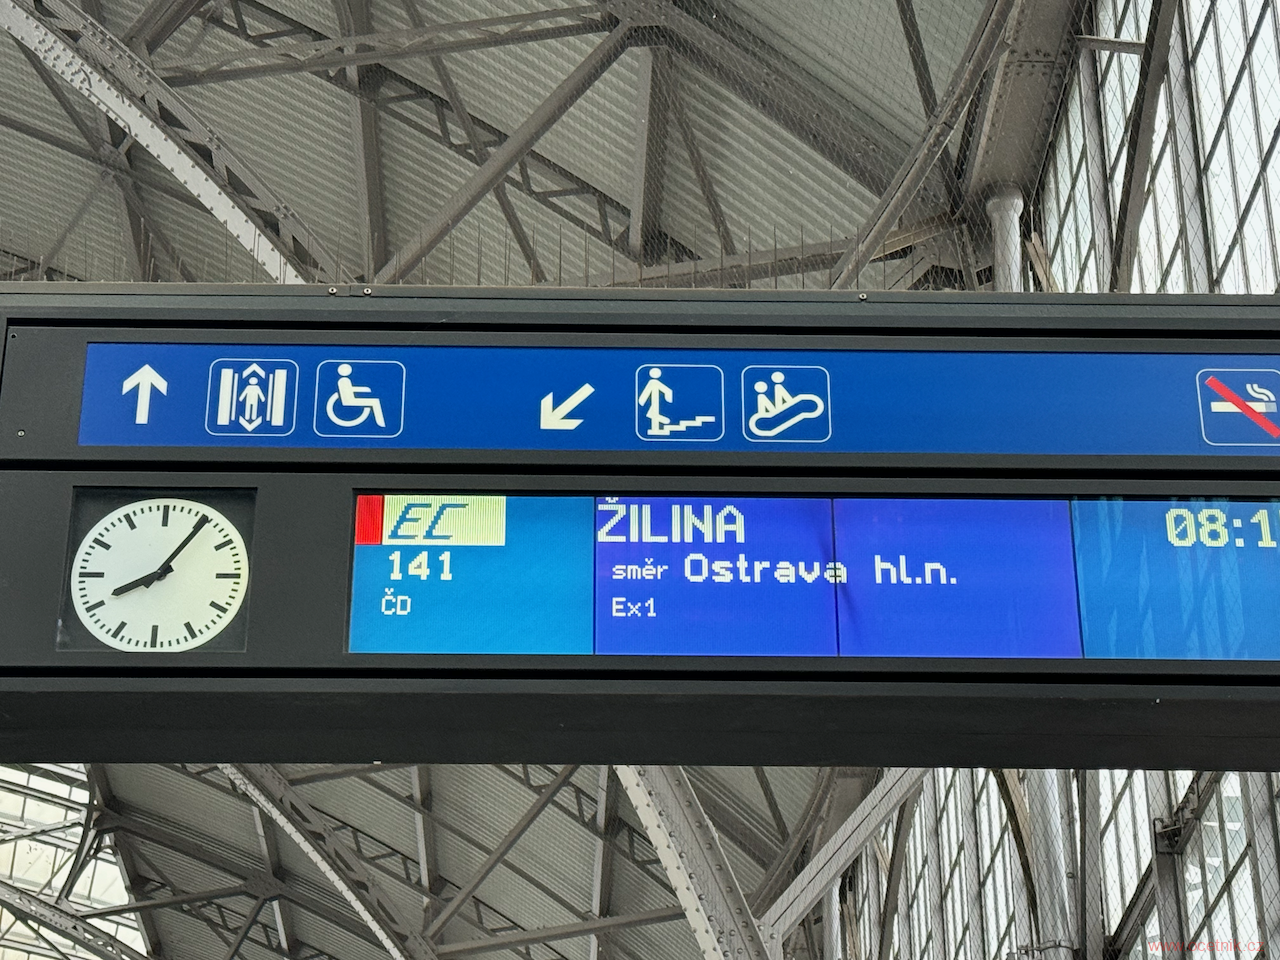 EC
141
ČD
ŽILINA
směr Ostrava hl.n.
Ex1
08:1